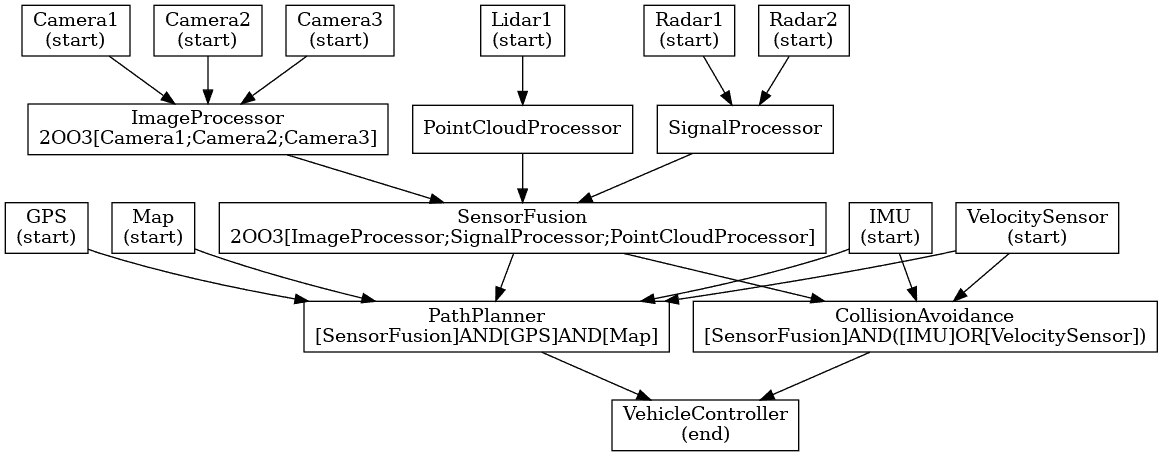 Camera1
(start)
Camera2
(start)
Camera3
(start)
Lidar1
(start)
Radar1
(start)
Radar2
(start)
ImageProcessor
2OO3[Camera1;Camera2;Camera3]
PointCloudProcessor
SignalProcessor
GPS
(start)
Map
(start)
SensorFusion
2OO3[ImageProcessor;SignalProcessor;PointCloudProcessor]
IMU
(start)
VelocitySensor
(start)
PathPlanner
[SensorFusion]AND[GPS]AND[Map]
CollisionAvoidance
[SensorFusion]AND([IMU]OR[VelocitySensor])
VehicleController
(end)